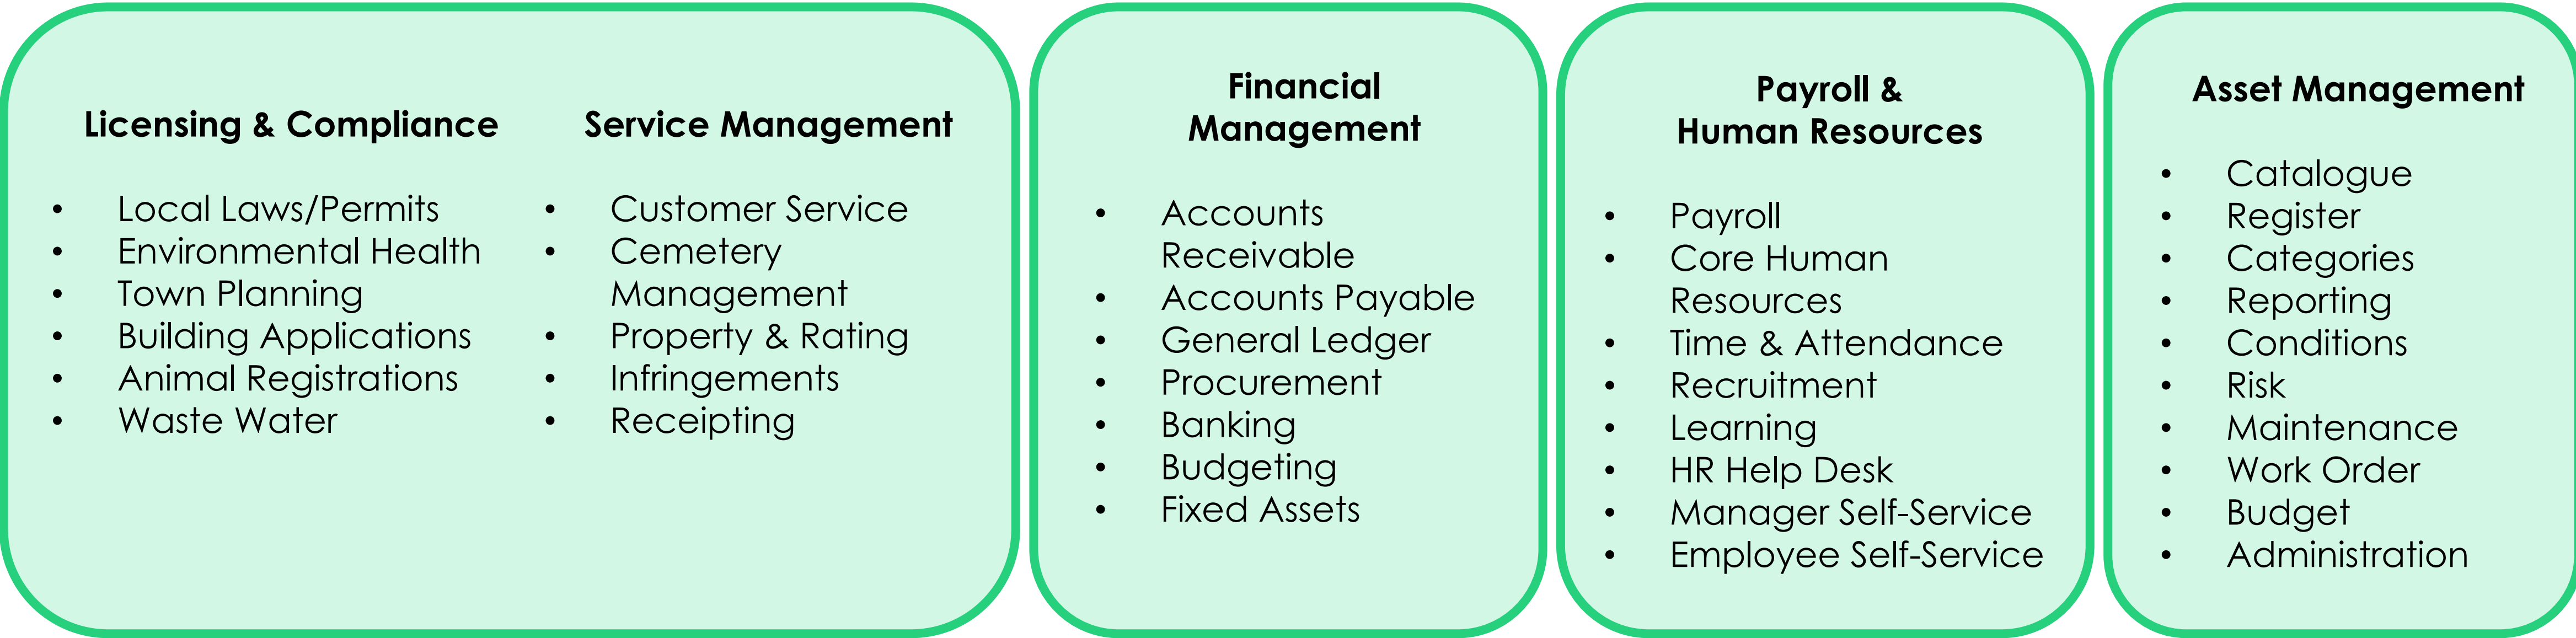 Licensing & Compliance
• Local Laws/Permits
• Environmental Health
• Town Planning
• Building Applications
• Animal Registrations
• Waste Water
Service Management
• Customer Service
• Cemetery
Management
• Property & Rating
• Infringements
• Receipting
Financial
Management
• Accounts
Receivable
• Accounts Payable
• General Ledger
• Procurement
• Banking
• Budgeting
• Fixed Assets
Payroll &
Human Resources
• Payroll
• Core Human
Resources
• Time & Attendance
• Recruitment
• Learning
• HR Help Desk
• Manager Self-Service
• Employee Self-Service
Asset Management
• Catalogue
• Register
• Categories
• Reporting
• Conditions
• Risk
• Maintenance
• Work Order
• Budget
• Administration